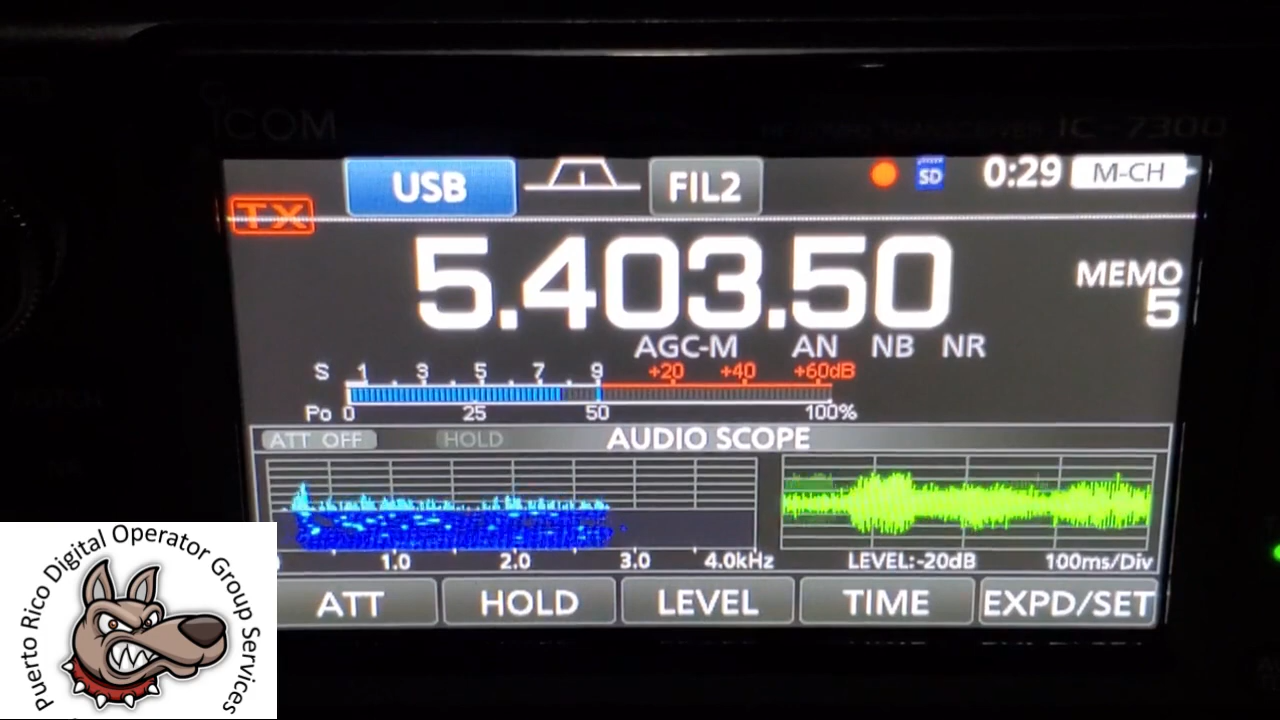 ICOM
IC-7300
USB
FIL2
SD
0:29
M-CH
TX
5.403.50
MEMO
5
AGC-M
AN
NB
NR
S 1 3 5 7 9 +20 +40 +60dB
Po 0 25 50 100%
ATT OFF
HOLD
AUDIO SCOPE
1.0 2.0 3.0 4.0kHz
LEVEL:-20dB
100ms/Div
ATT
HOLD
LEVEL
TIME
EXPD/SET
Puerto Rico Digital Operator Group Services